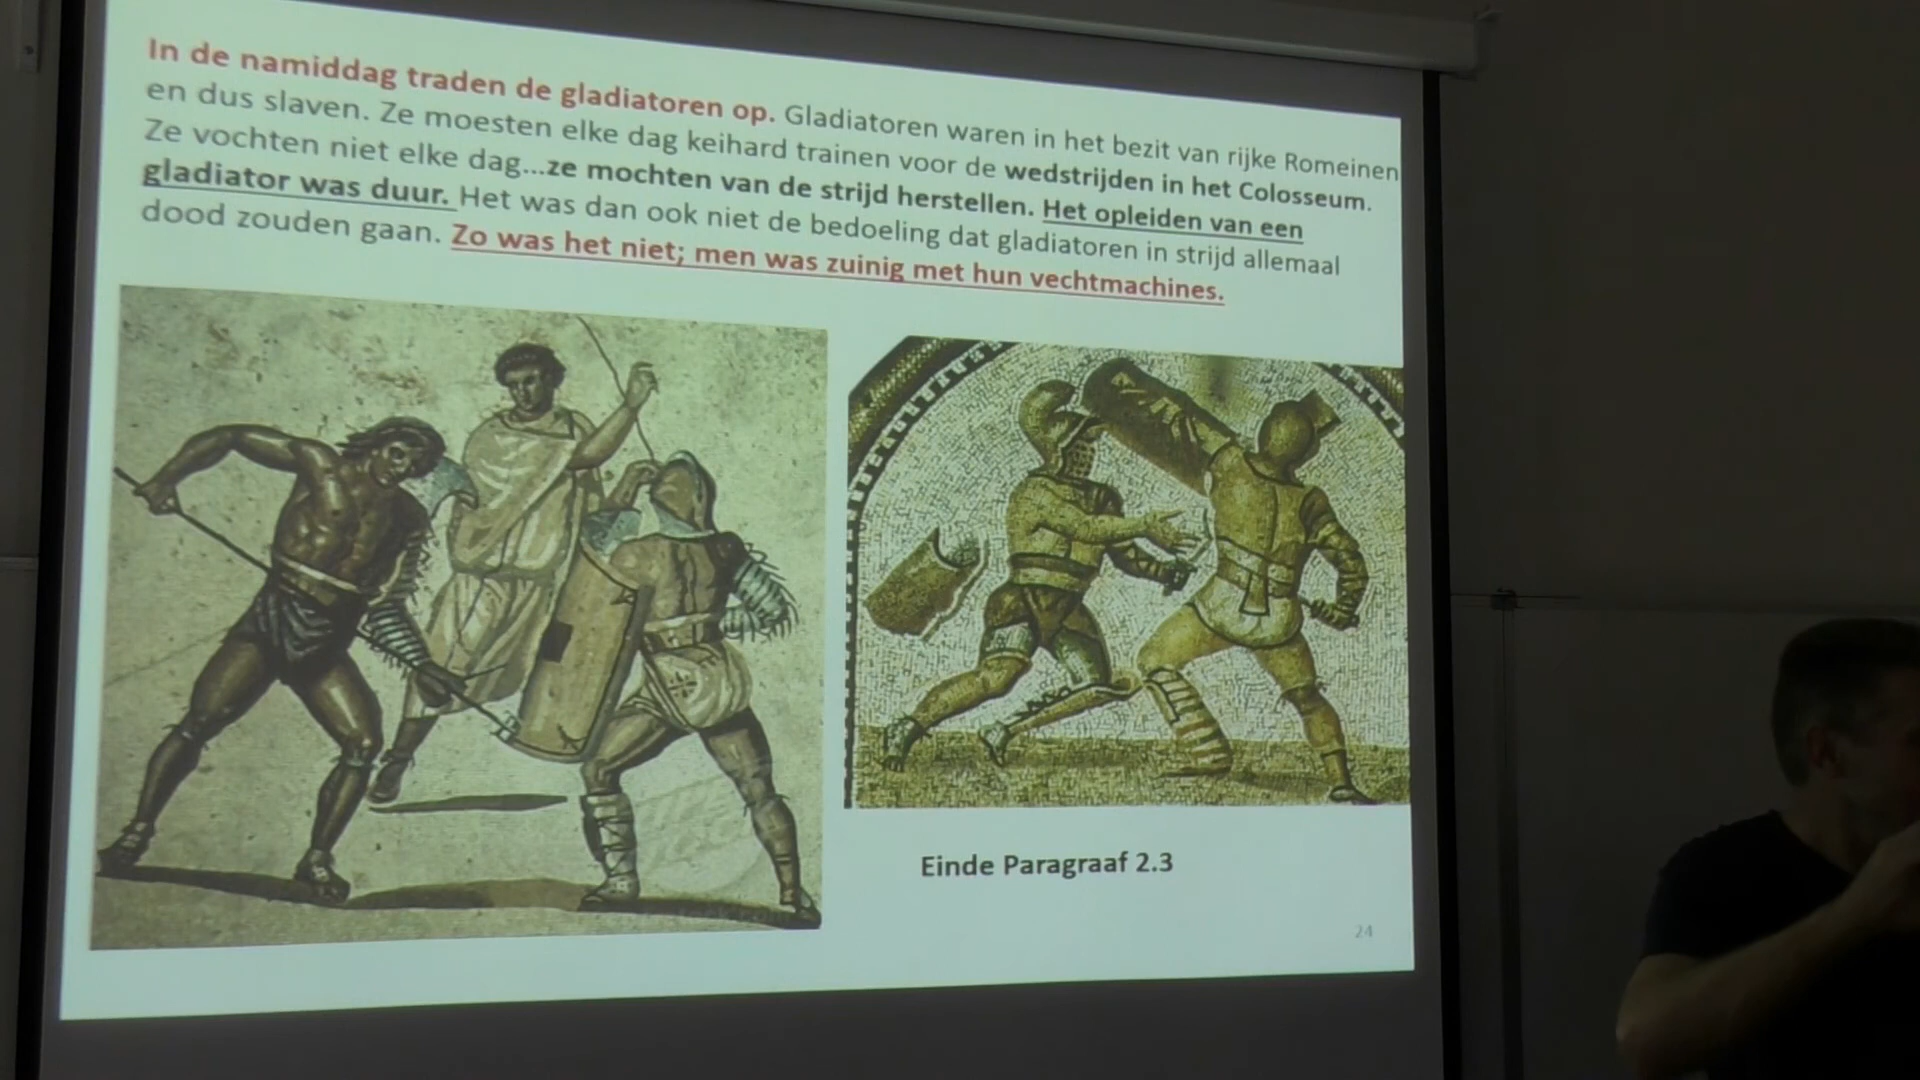 In de namiddag traden de gladiatoren op. Gladiatoren waren in het bezit van rijke Romeinen
en dus slaven. Ze moesten elke dag keihard trainen voor de wedstrijden in het Colosseum.
Ze vochten niet elke dag...ze mochten van de strijd herstellen. Het opleiden van een
gladiator was duur. Het was dan ook niet de bedoeling dat gladiatoren in strijd allemaal
dood zouden gaan. Zo was het niet; men was zuinig met hun vechtmachines.
Einde Paragraaf 2.3
24